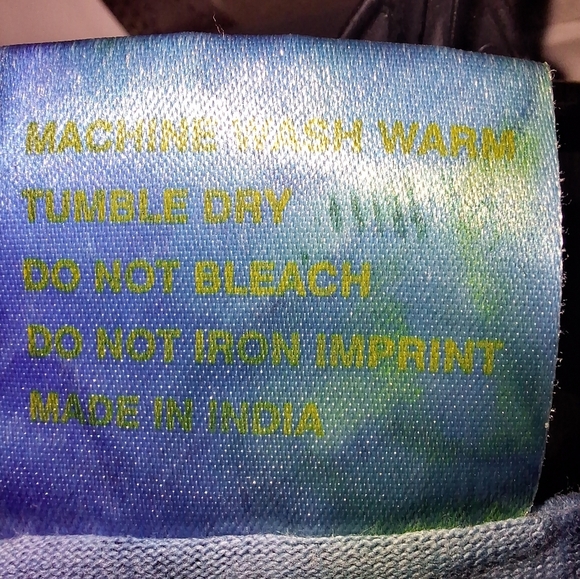 MACHINE WASH WARM
TUMBLE DRY
DO NOT BLEACH
DO NOT IRON IMPRINT
MADE IN INDIA